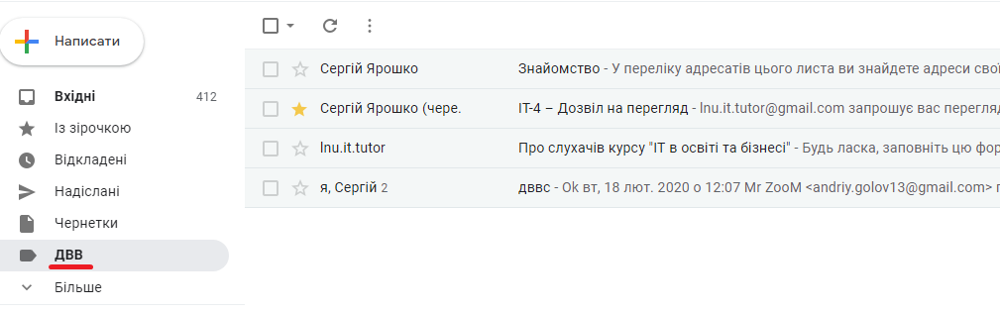 Написати
Вхідні 412
Із зірочкою
Відкладені
Надіслані
Чернетки
ДВВ
Більше
Сергій Ярошко Знайомство - У переліку адресатів цього листа ви знайдете адреси свої
Сергій Ярошко (чере. ІТ-4 – Дозвіл на перегляд - lnu.it.tutor@gmail.com запрошує вас перегляд
lnu.it.tutor Про слухачів курсу "ІТ в освіті та бізнесі" - Будь ласка, заповніть цю фор
я, Сергій 2 дввс - Ok вт, 18 лют. 2020 о 12:07 Mr ZooM <andriy.golov13@gmail.com>